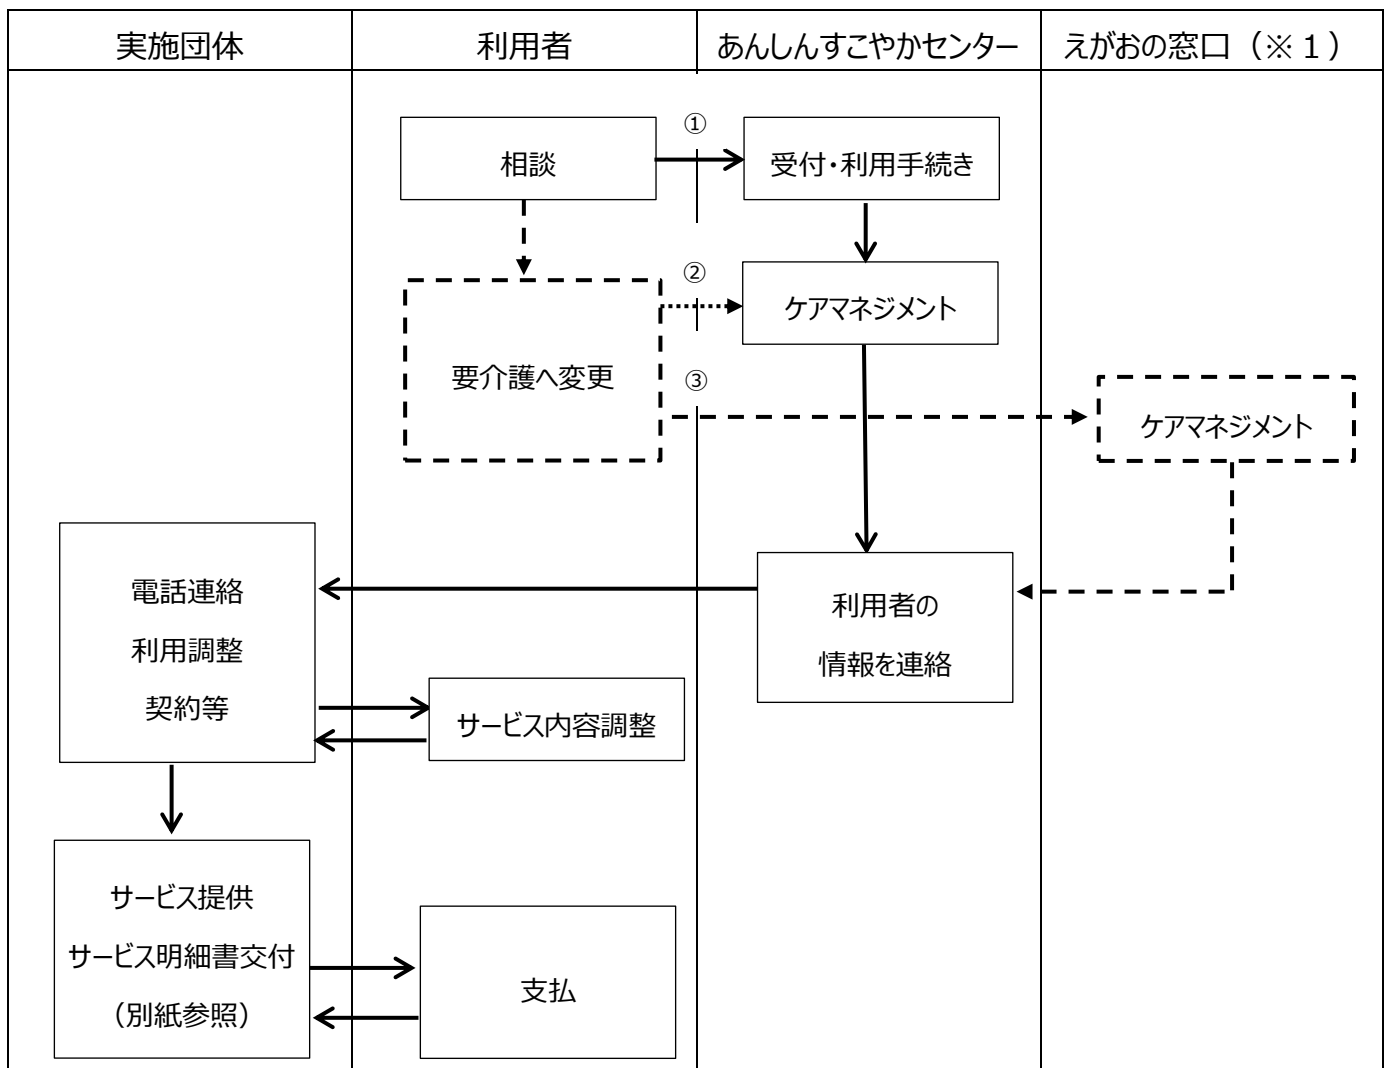 実施団体
利用者
あんしんすこやかセンター
えがおの窓口（※１）
①
相談
受付・利用手続き
②
ケアマネジメント
要介護へ変更
③
ケアマネジメント
電話連絡
利用調整
契約等
利用者の
情報を連絡
サービス内容調整
サービス提供
サービス明細書交付
（別紙参照）
支払